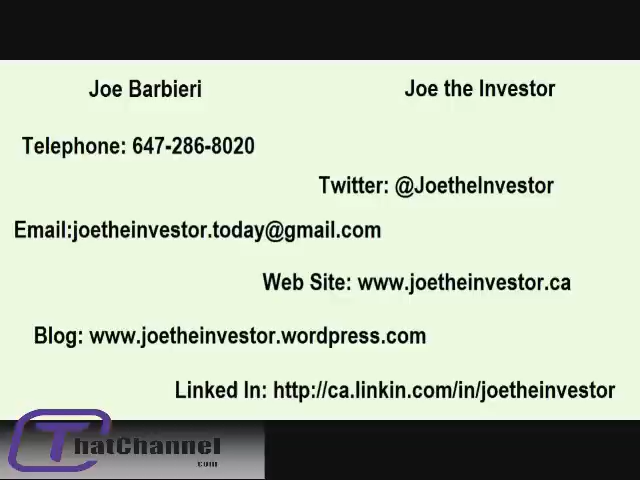 Joe Barbieri
Joe the Investor
Telephone: 647-286-8020
Twitter: @JoetheInvestor
Email:joetheinvestor.today@gmail.com
Web Site: www.joetheinvestor.ca
Blog: www.joetheinvestor.wordpress.com
Linked In: http://ca.linkin.com/in/joetheinvestor
ThatChannel
com